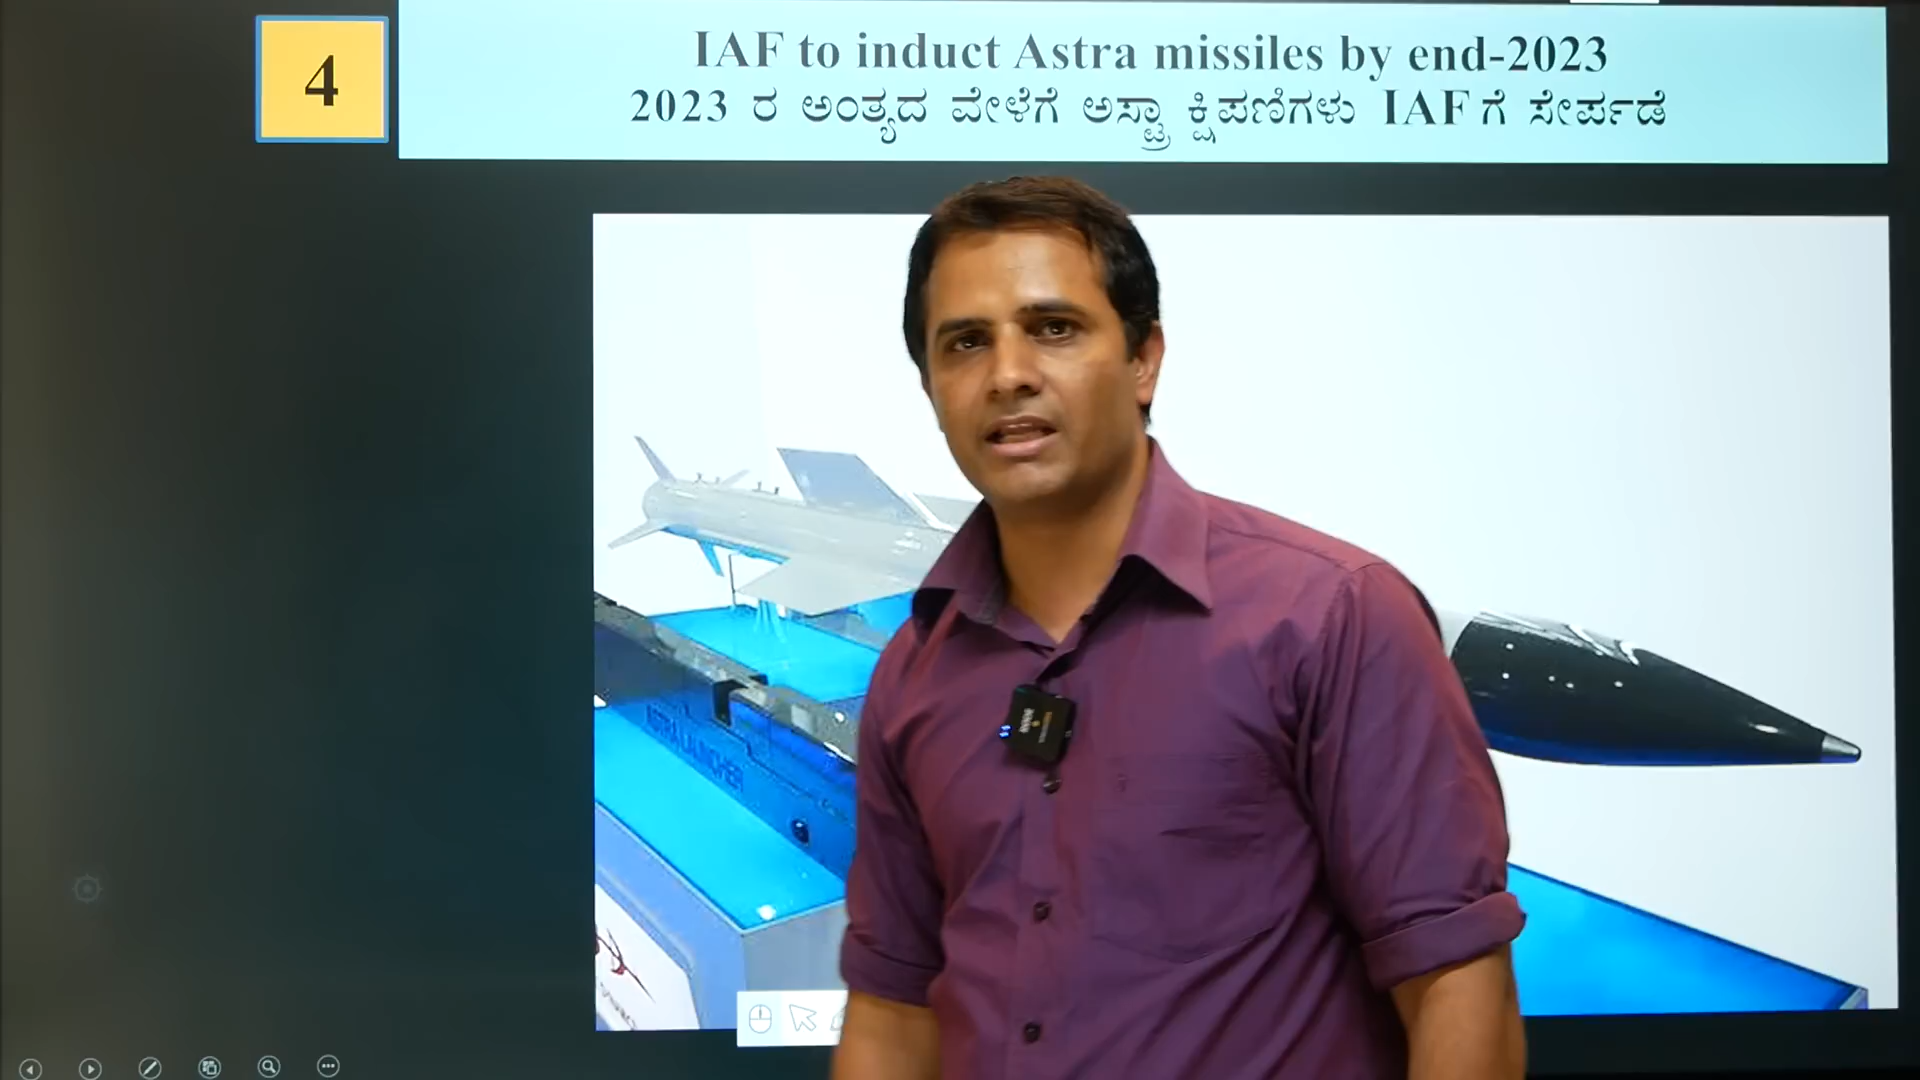 4
IAF to induct Astra missiles by end-2023
2023 ರ ಅಂತ್ಯದ ವೇಳೆಗೆ ಅಸ್ಟ್ರಾ ಕ್ಷಿಪಣಿಗಳು IAF ಗೆ ಸೇರ್ಪಡೆ
ASTRA LAUNCHER